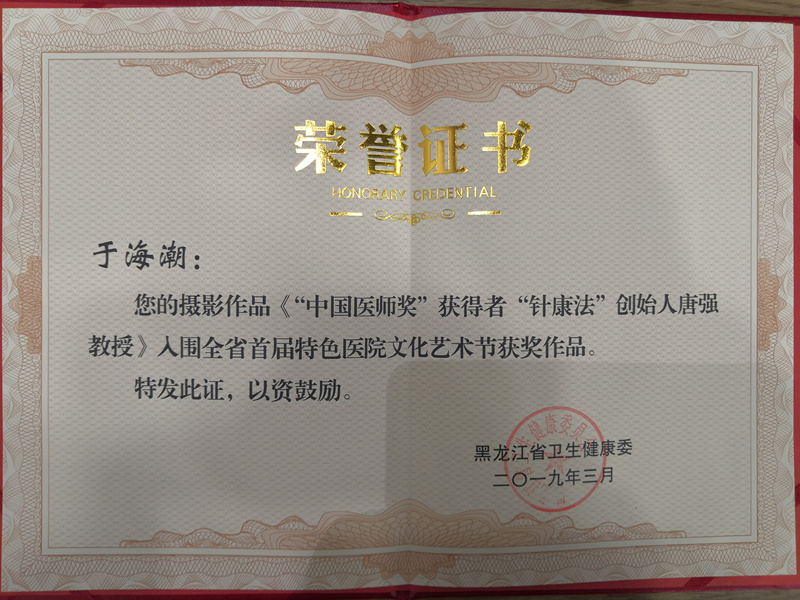 荣誉证书
HONORARY CREDENTIAL
于海潮：
您的摄影作品《“中国医师奖”获得者“针康法”创始人唐强
教授》入围全省首届特色医院文化艺术节获奖作品。
特发此证，以资鼓励。
黑龙江省卫生健康委
二〇一九年三月